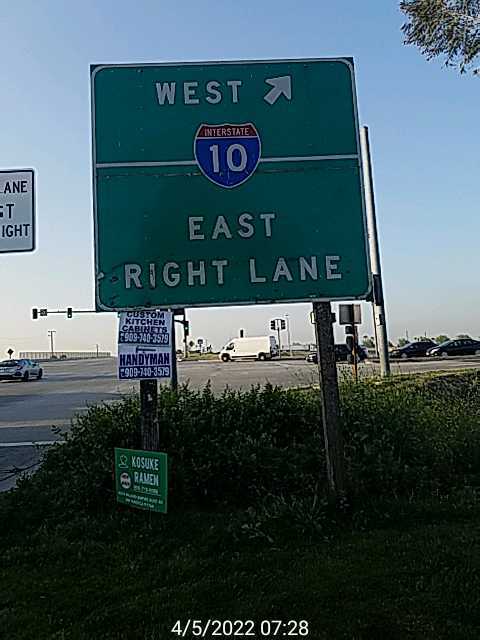 WEST
INTERSTATE
10
EAST
RIGHT LANE
LANE
T
IGHT
CUSTOM
KITCHEN
CABINETS
909-740-3579
HANDYMAN
909-740-3579
KOSUKE
RAMEN
4/5/2022 07:28